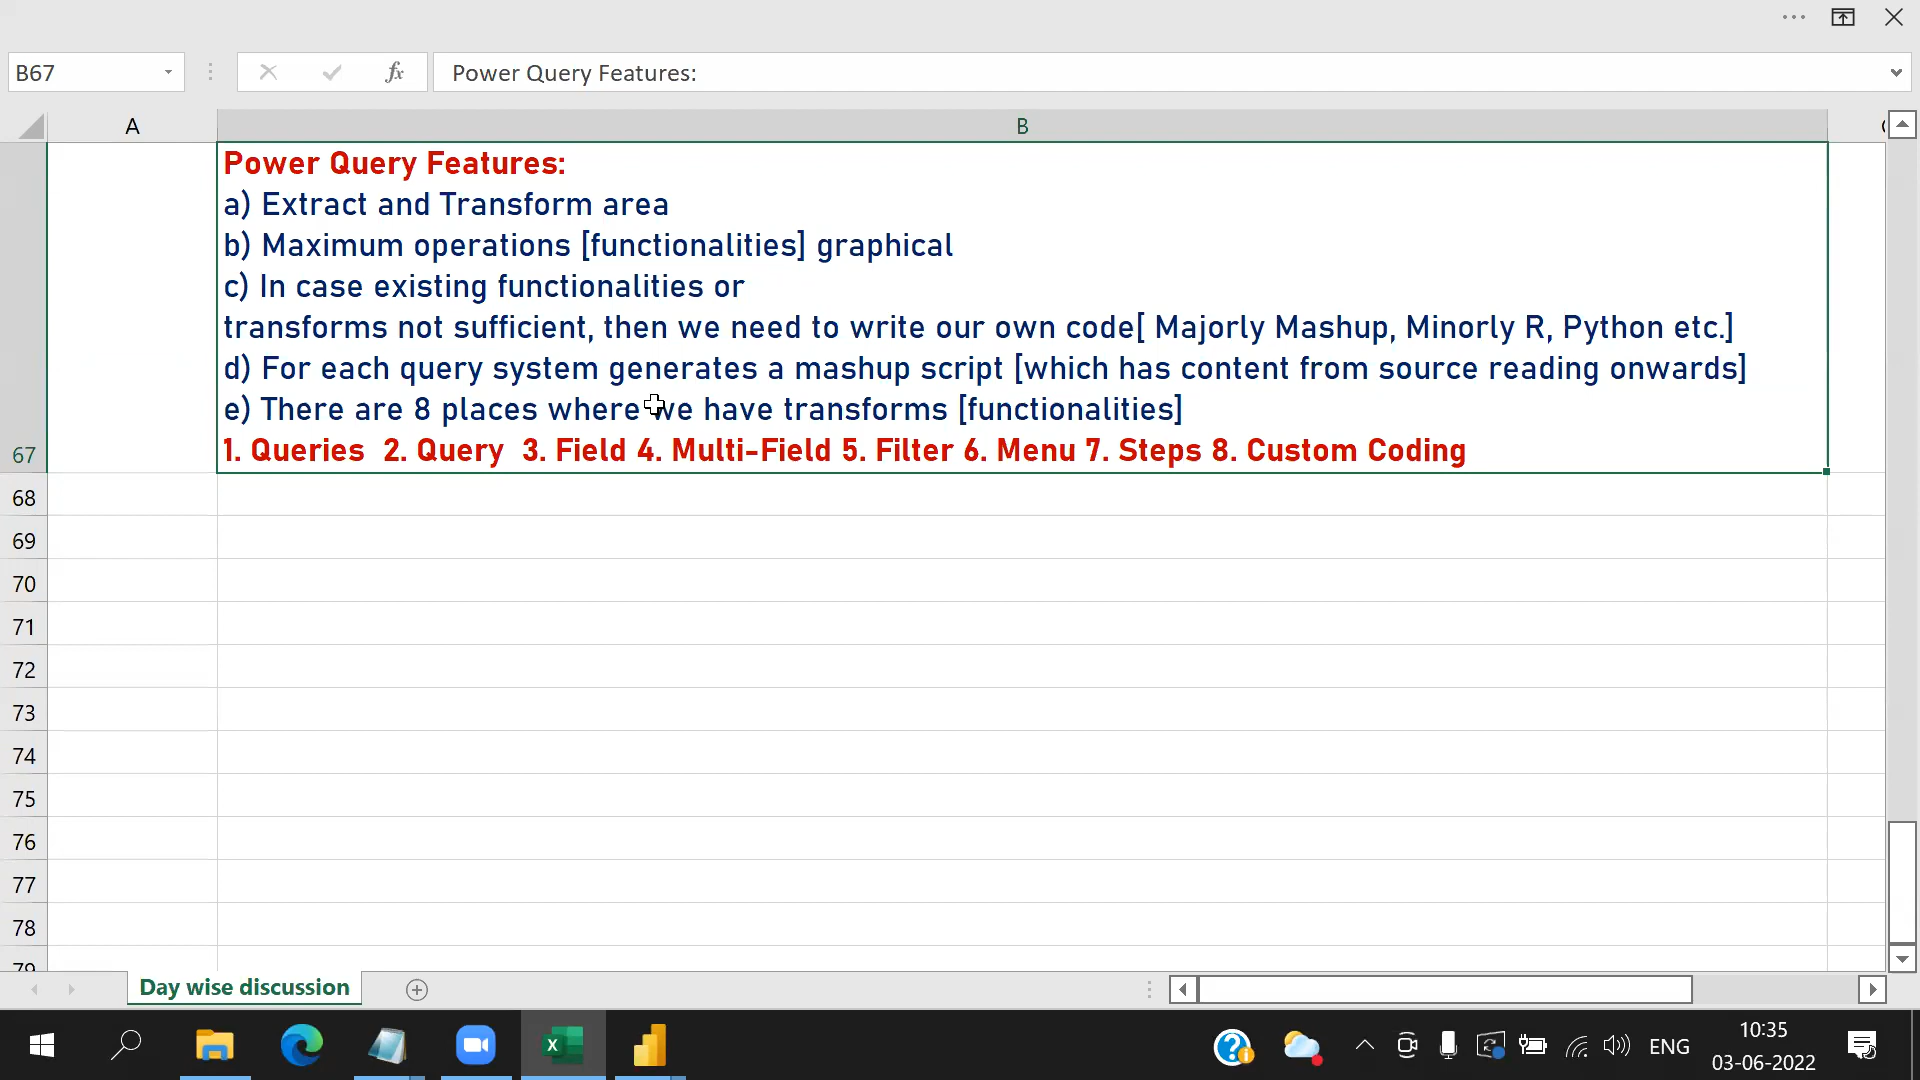 B67
fx
Power Query Features:
A
B
Power Query Features:
a) Extract and Transform area
b) Maximum operations [functionalities] graphical
c) In case existing functionalities or
transforms not sufficient, then we need to write our own code[ Majorly Mashup, Minorly R, Python etc.]
d) For each query system generates a mashup script [which has content from source reading onwards]
e) There are 8 places where we have transforms [functionalities]
1. Queries  2. Query  3. Field 4. Multi-Field 5. Filter 6. Menu 7. Steps 8. Custom Coding
67
68
69
70
71
72
73
74
75
76
77
78
79
Day wise discussion
ENG
10:35
03-06-2022